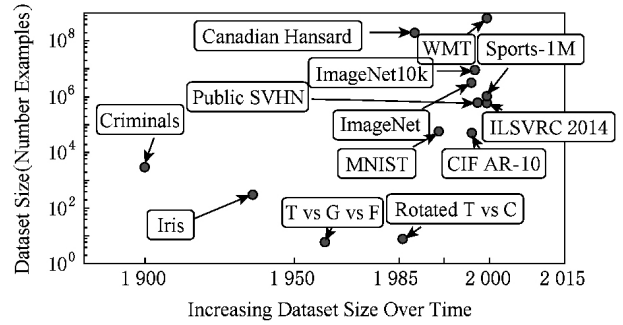 10^8
Canadian Hansard
WMT
Sports-1M
ImageNet10k
10^6
Public SVHN
Criminals
ImageNet
ILSVRC 2014
10^4
MNIST
CIF AR-10
10^2
Iris
T vs G vs F
Rotated T vs C
10^0
1 900
1 950
1 985
2 000
2 015
Dataset Size(Number Examples)
Increasing Dataset Size Over Time